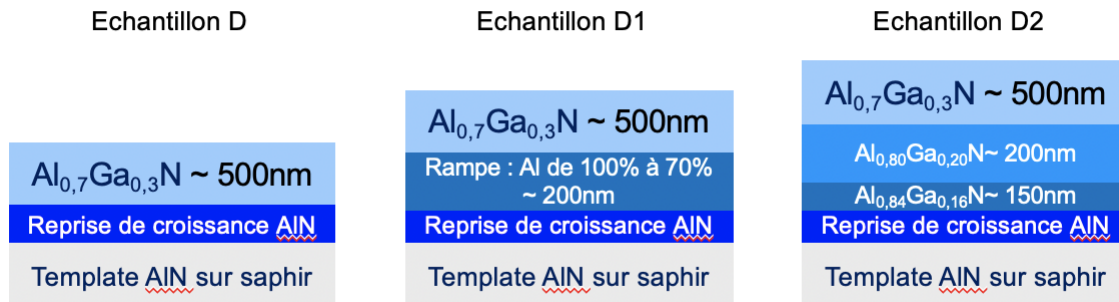 Echantillon D
Al0,7Ga0,3N ~ 500nm
Reprise de croissance AlN
Template AlN sur saphir
Echantillon D1
Al0,7Ga0,3N ~ 500nm
Rampe : Al de 100% à 70%
~ 200nm
Reprise de croissance AlN
Template AlN sur saphir
Echantillon D2
Al0,7Ga0,3N ~ 500nm
Al0,80Ga0,20N~ 200nm
Al0,84Ga0,16N~ 150nm
Reprise de croissance AlN
Template AlN sur saphir